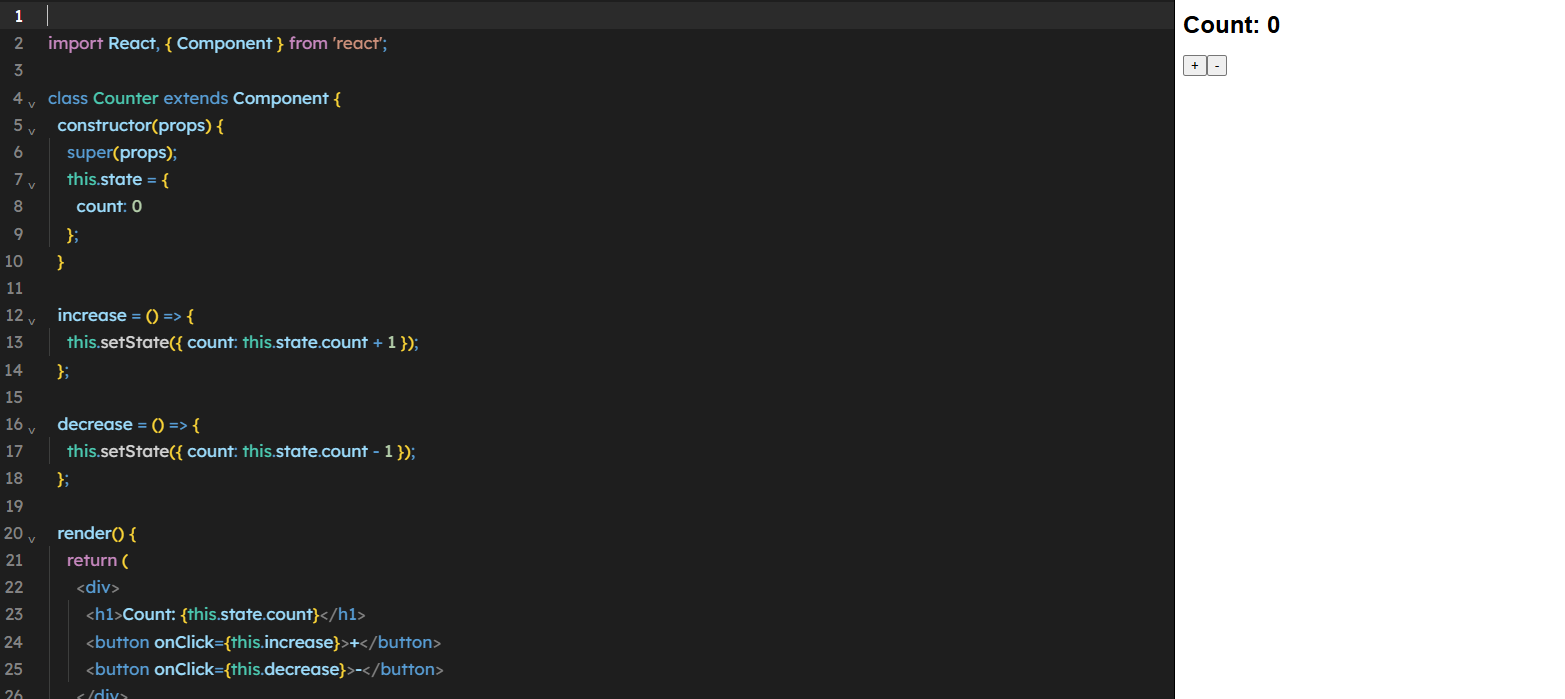 1
2 import React, { Component } from 'react';
3
4 class Counter extends Component {
5 constructor(props) {
6 super(props);
7 this.state = {
8 count: 0
9 };
10 }
11
12 increase = () => {
13 this.setState({ count: this.state.count + 1 });
14 };
15
16 decrease = () => {
17 this.setState({ count: this.state.count - 1 });
18 };
19
20 render() {
21 return (
22 <div>
23 <h1>Count: {this.state.count}</h1>
24 <button onClick={this.increase}>+</button>
25 <button onClick={this.decrease}>-</button>
26 </div>
Count: 0
+ -